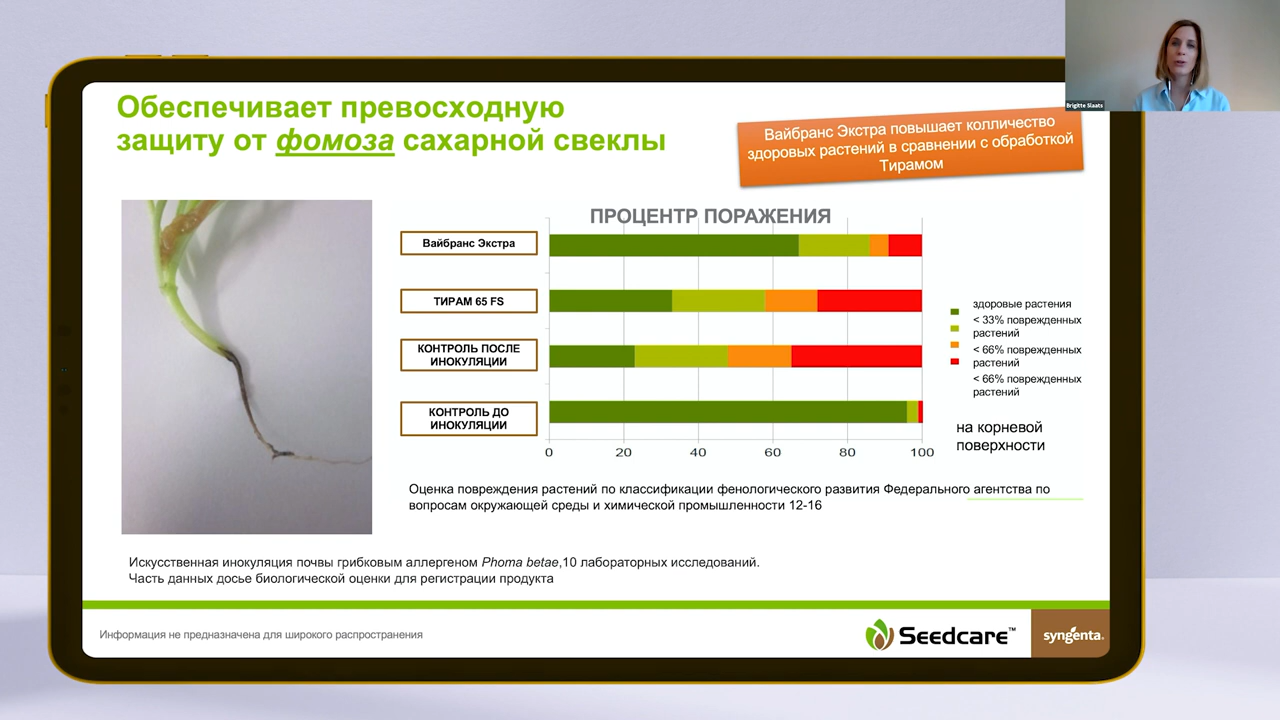 Brigitte Slaats
Обеспечивает превосходную
защиту от фомоза сахарной свеклы
Вайбранс Экстра повышает колличество
здоровых растений в сравнении с обработкой
Тирамом
ПРОЦЕНТР ПОРАЖЕНИЯ
Вайбранс Экстра
ТИРАМ 65 FS
КОНТРОЛЬ ПОСЛЕ
ИНОКУЛЯЦИИ
КОНТРОЛЬ ДО
ИНОКУЛЯЦИИ
0 20 40 60 80 100
здоровые растения
< 33% поврежденных
растений
< 66% поврежденных
растений
< 66% поврежденных
растений
на корневой
поверхности
Оценка повреждения растений по классификации фенологического развития Федерального агентства по
вопросам окружающей среды и химической промышленности 12-16
Искусственная инокуляция почвы грибковым аллергеном Phoma betae,10 лабораторных исследований.
Часть данных досье биологической оценки для регистрации продукта
Информация не предназначена для широкого распространения
Seedcare™
syngenta.